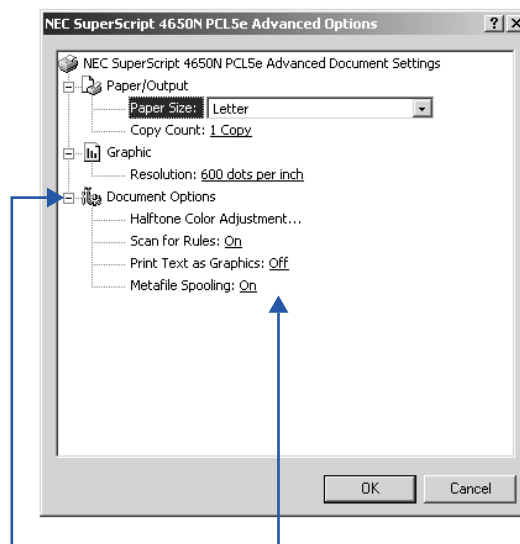 NEC SuperScript 4650N PCL5e Advanced Options
NEC SuperScript 4650N PCL5e Advanced Document Settings
Paper/Output
Paper Size: Letter
Copy Count: 1 Copy
Graphic
Resolution: 600 dots per inch
Document Options
Halftone Color Adjustment...
Scan for Rules: On
Print Text as Graphics: Off
Metafile Spooling: On
OK Cancel